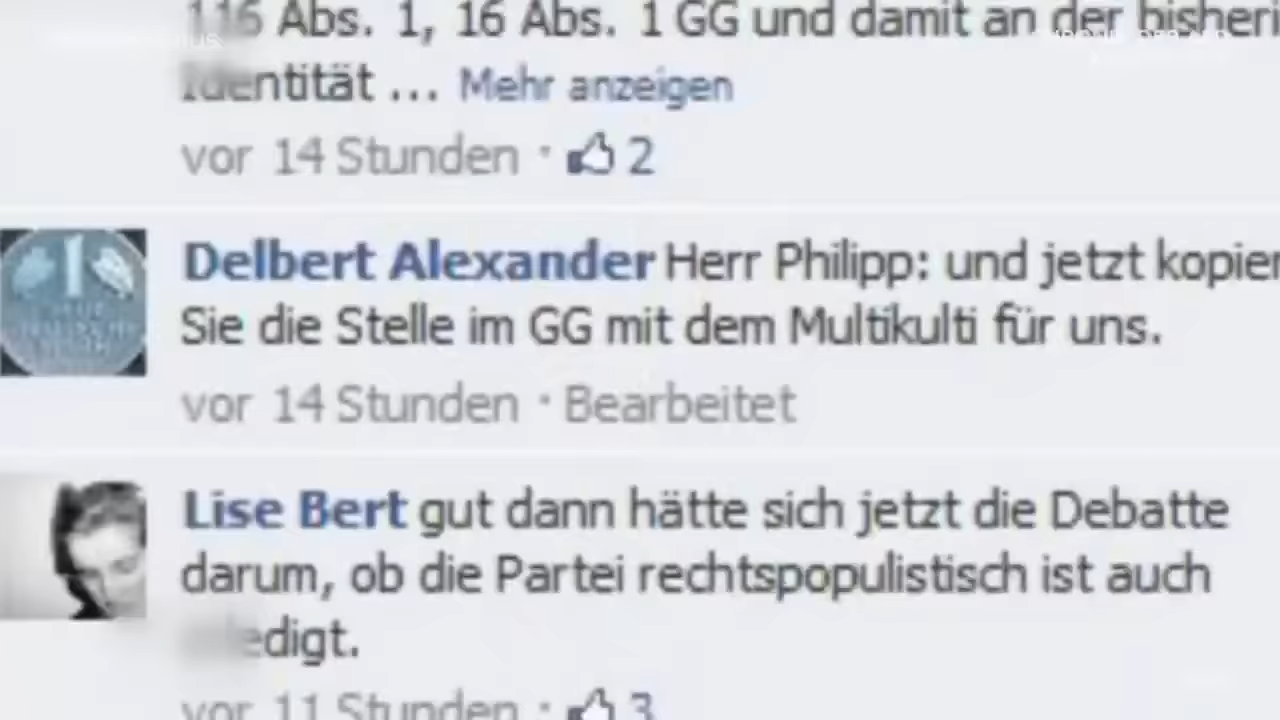 116 Abs. 1, 16 Abs. 1 GG und damit an der bisheri
Identität ... Mehr anzeigen
vor 14 Stunden · 2
Delbert Alexander Herr Philipp: und jetzt kopier
Sie die Stelle im GG mit dem Multikulti für uns.
vor 14 Stunden · Bearbeitet
Lise Bert gut dann hätte sich jetzt die Debatte
darum, ob die Partei rechtspopulistisch ist auch
edigt.
vor 11 Stunden · 3